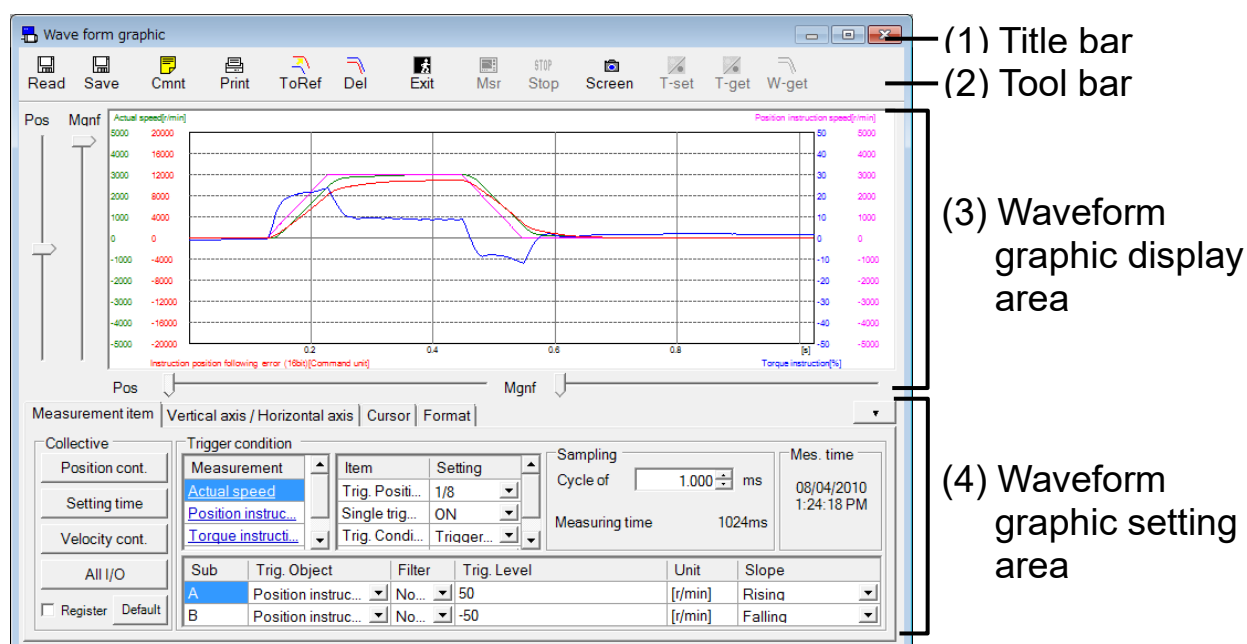 Wave form graphic
(1) Title bar
Read Save Cmnt Print ToRef Del Exit Msr STOP Stop Screen T-set T-get W-get
(2) Tool bar
Pos Mgnf
Actual speed[r/min] Position instruction speed[r/min]
5000 20000 50 5000
4000 16000 40 4000
3000 12000 30 3000
2000 8000 20 2000
1000 4000 10 1000
0 0 0 0
-1000 -4000 -10 -1000
-2000 -8000 -20 -2000
-3000 -12000 -30 -3000
-4000 -16000 -40 -4000
-5000 -20000 0.2 0.4 0.6 0.8 [s] -50 -5000
Instruction position following error (16bit)[Command unit] Torque instruction[%]
(3) Waveform
graphic display
area
Pos Mgnf
Measurement item Vertical axis / Horizontal axis Cursor Format
Collective
Position cont.
Setting time
Velocity cont.
All I/O
Register Default
Trigger condition
Measurement
Actual speed
Position instruc...
Torque instructi...
Item Setting
Trig. Positi... 1/8
Single trig... ON
Trig. Condi... Trigger...
Sampling
Cycle of 1.000 ms
Measuring time 1024ms
Mes. time
08/04/2010
1:24:18 PM
Sub Trig. Object Filter Trig. Level Unit Slope
A Position instruc... No... 50 [r/min] Rising
B Position instruc... No... -50 [r/min] Falling
(4) Waveform
graphic setting
area